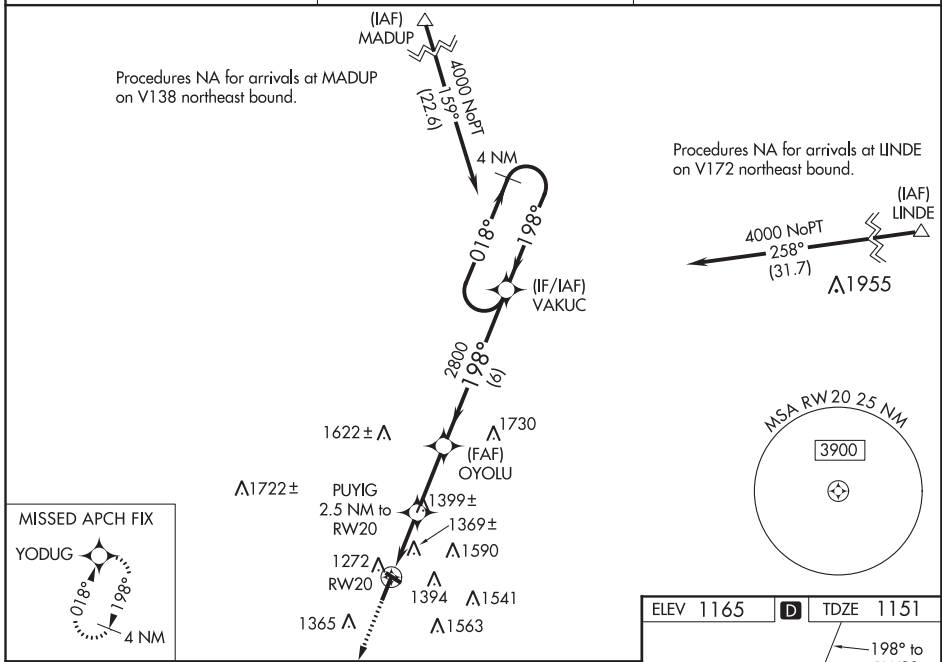 (IAF)
MADUP
Procedures NA for arrivals at MADUP
on V138 northeast bound.
4000 NoPT
159°
(22.6)
4 NM
018°
198°
(IF/IAF)
VAKUC
Procedures NA for arrivals at LINDE
on V172 northeast bound.
(IAF)
LINDE
4000 NoPT
258°
(31.7)
1955
2800
198°
(6)
1622±
1730
(FAF)
OYOLU
1722±
PUYIG
2.5 NM to
RW20
1399±
1369±
1590
1272
RW20
1394
1541
1365
1563
MSA RW20 25 NM
3900
MISSED APCH FIX
YODUG
018°
198°
4 NM
ELEV 1165 D TDZE 1151
198° to